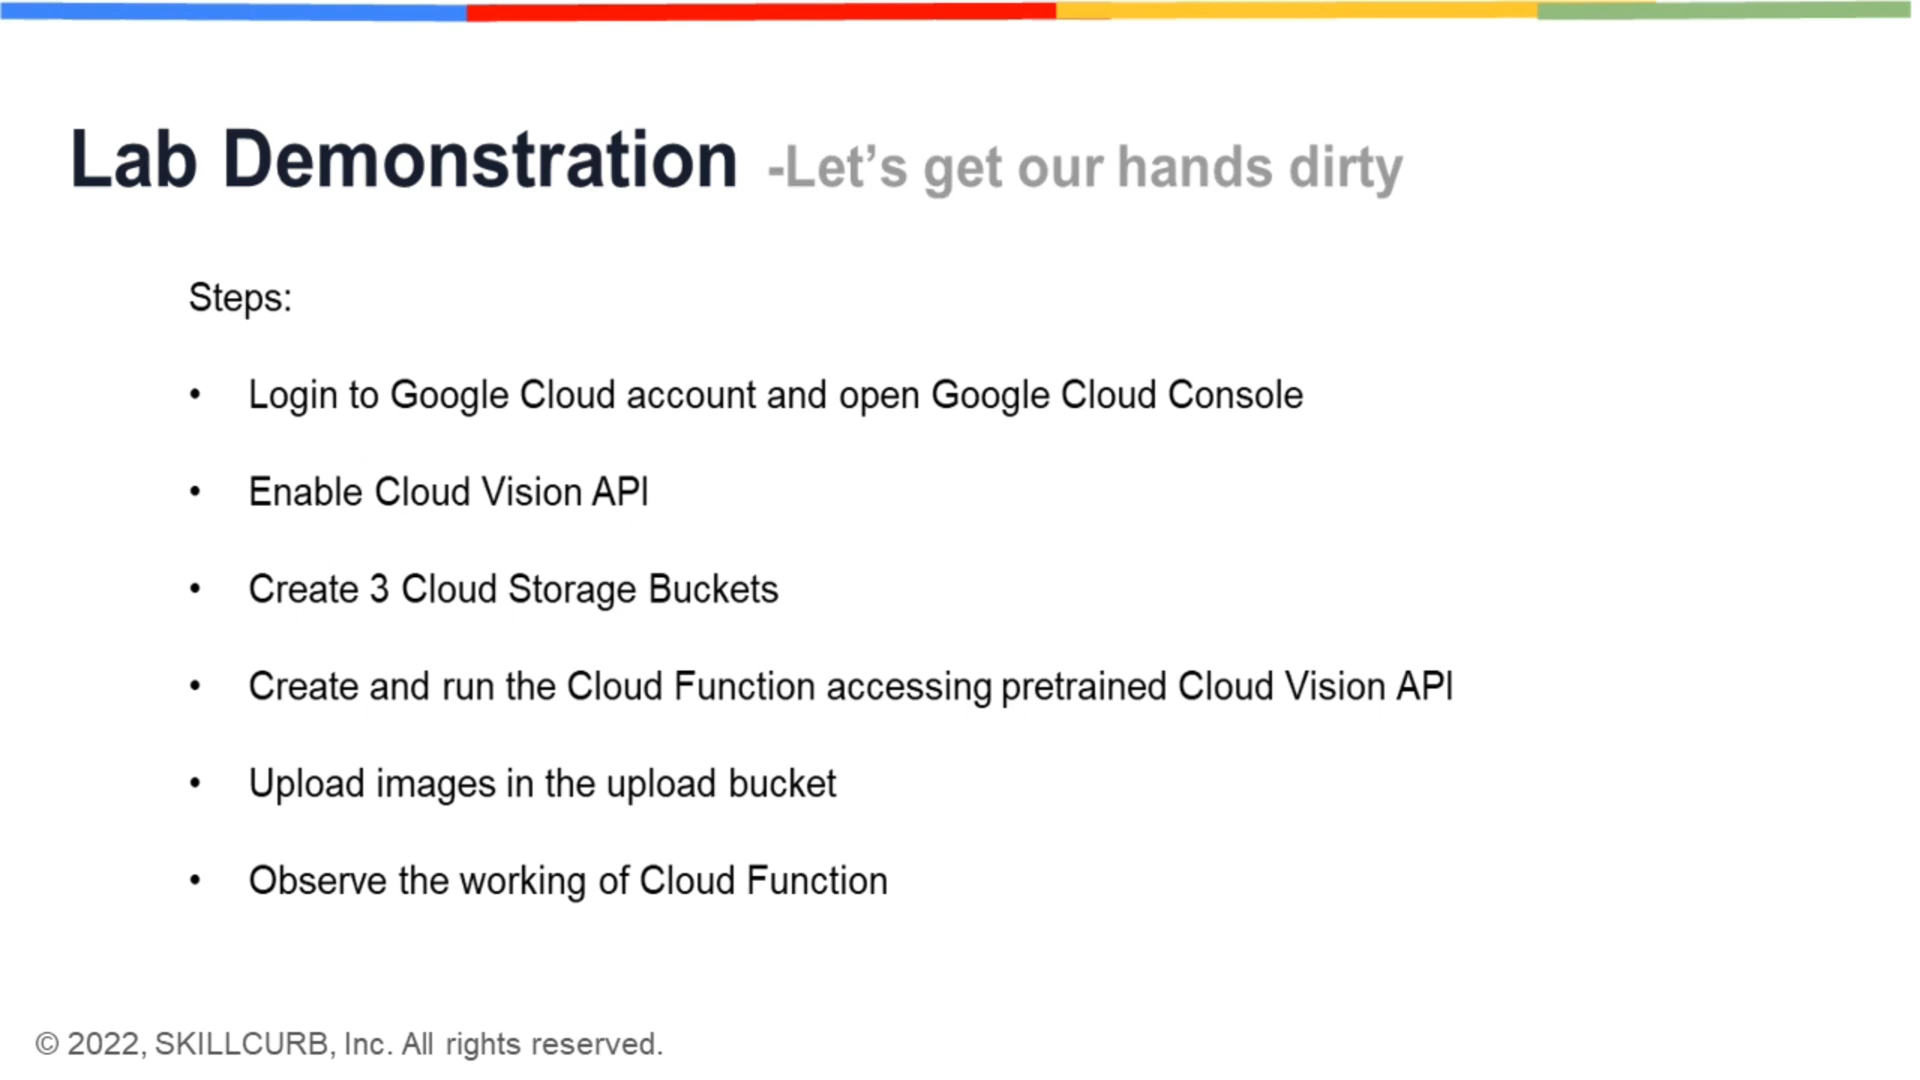 Lab Demonstration -Let’s get our hands dirty
Steps:
• Login to Google Cloud account and open Google Cloud Console
• Enable Cloud Vision API
• Create 3 Cloud Storage Buckets
• Create and run the Cloud Function accessing pretrained Cloud Vision API
• Upload images in the upload bucket
• Observe the working of Cloud Function
© 2022, SKILLCURB, Inc. All rights reserved.